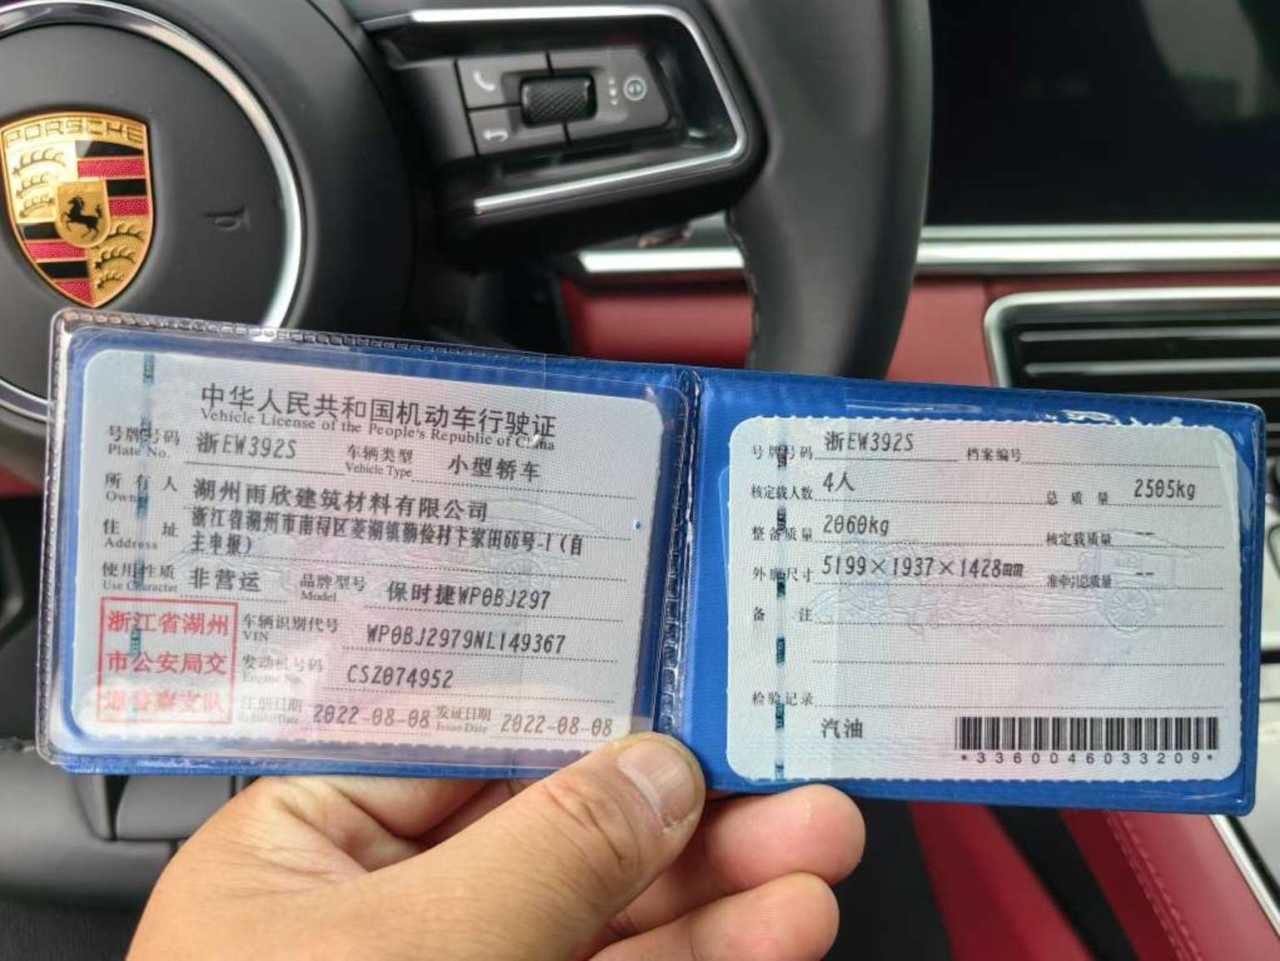 PORSCHE
中华人民共和国机动车行驶证
Vehicle License of the People's Republic of China
号牌号码 浙EW392S 车辆类型 小型轿车
Plate No. Vehicle Type
所有人 湖州雨欣建筑材料有限公司
Owner
住址 浙江省湖州市南浔区菱湖镇勤俭村卞家田66号-1(自
Address 主申报)
使用性质 非营运 品牌型号 保时捷WP0BJ297
Use Character Model
浙江省湖州
市公安局交
通警察支队
车辆识别代号 WP0BJ2979NL149367
VIN
发动机号码 CSZ074952
Engine No.
注册日期 2022-08-08 发证日期 2022-08-08
Register Date Issue Date
号牌号码 浙EW392S 档案编号
核定载人数 4人 总质量 2505kg
整备质量 2060kg 核定载质量 --
外廓尺寸 5199×1937×1428mm 准牵引总质量 --
备注
检验记录
汽油
*3360046033209*